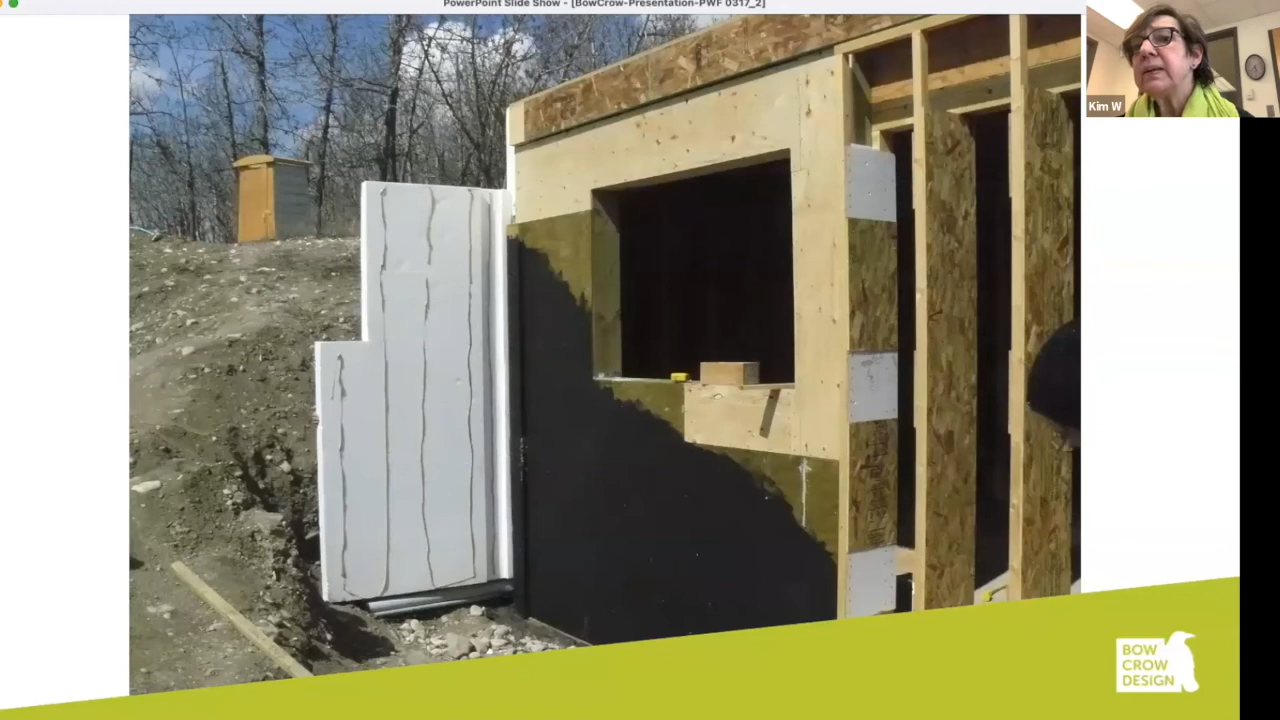 PowerPoint Slide Show - [BowCrow-Presentation-PWF 0317_2]
Kim W
BOW
CROW
DESIGN